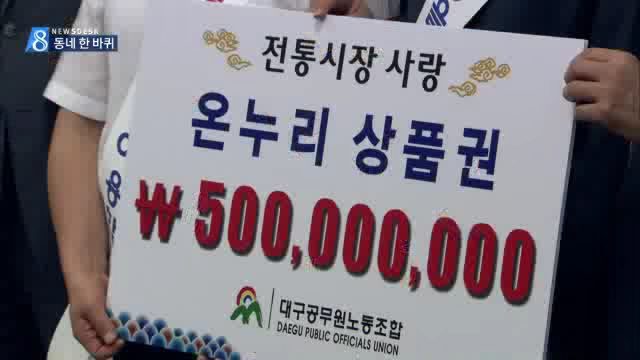 8 NEWSDESK
동네 한 바퀴
전통시장 사랑
온누리 상품권
₩ 500,000,000
대구공무원노동조합
DAEGU PUBLIC OFFICIALS UNION